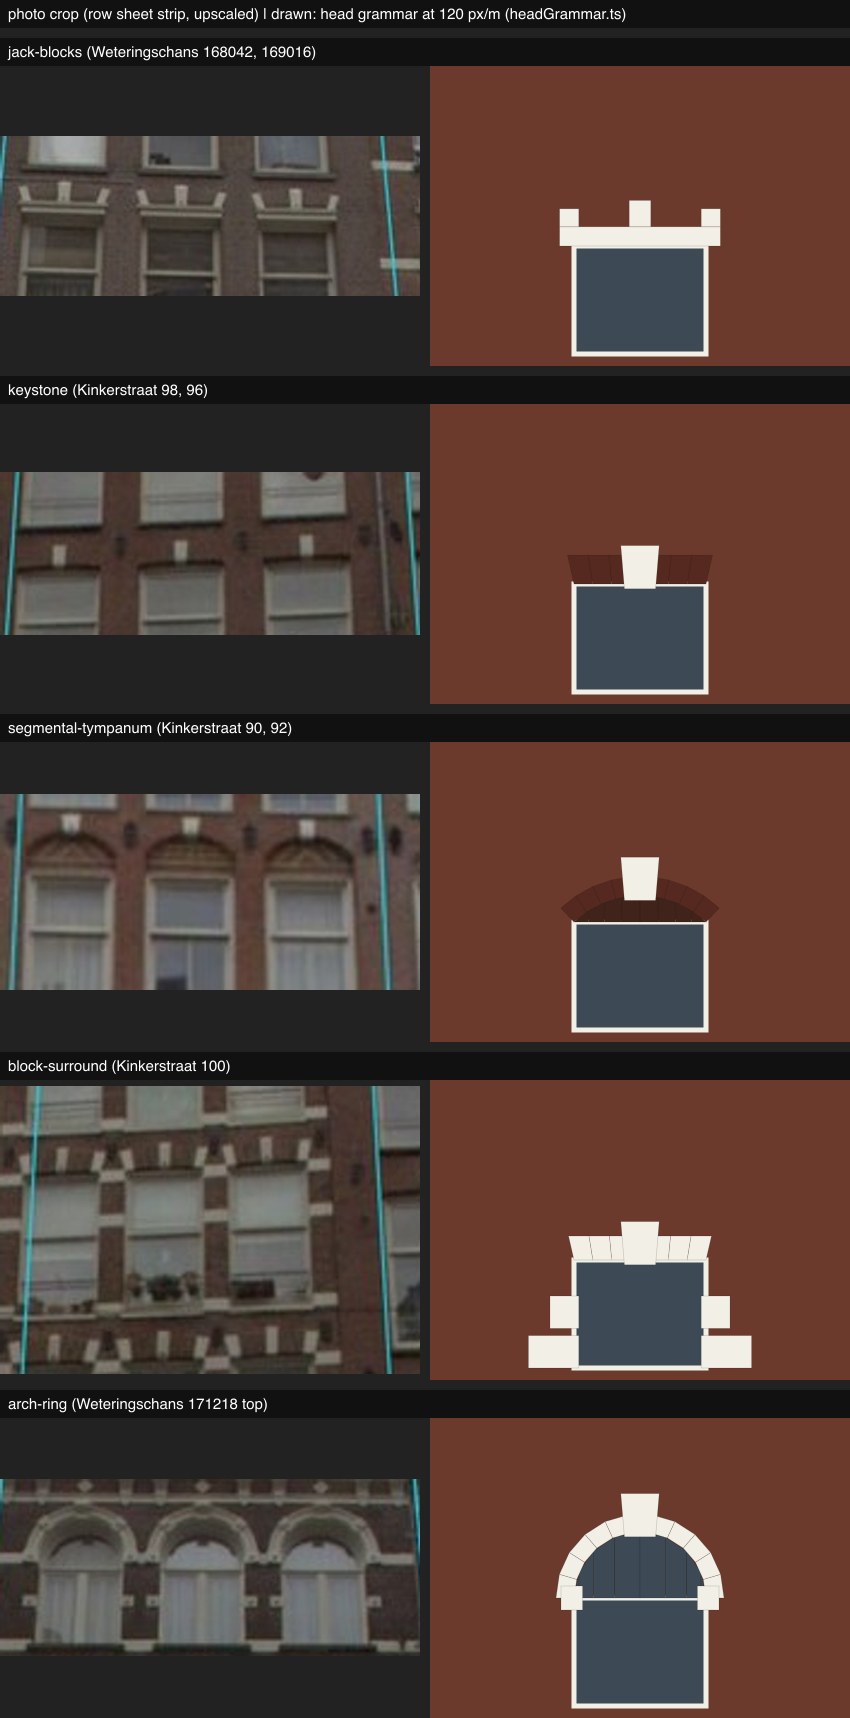 photo crop (row sheet strip, upscaled) | drawn: head grammar at 120 px/m (headGrammar.ts)
jack-blocks (Weteringschans 168042, 169016)
keystone (Kinkerstraat 98, 96)
segmental-tympanum (Kinkerstraat 90, 92)
block-surround (Kinkerstraat 100)
arch-ring (Weteringschans 171218 top)